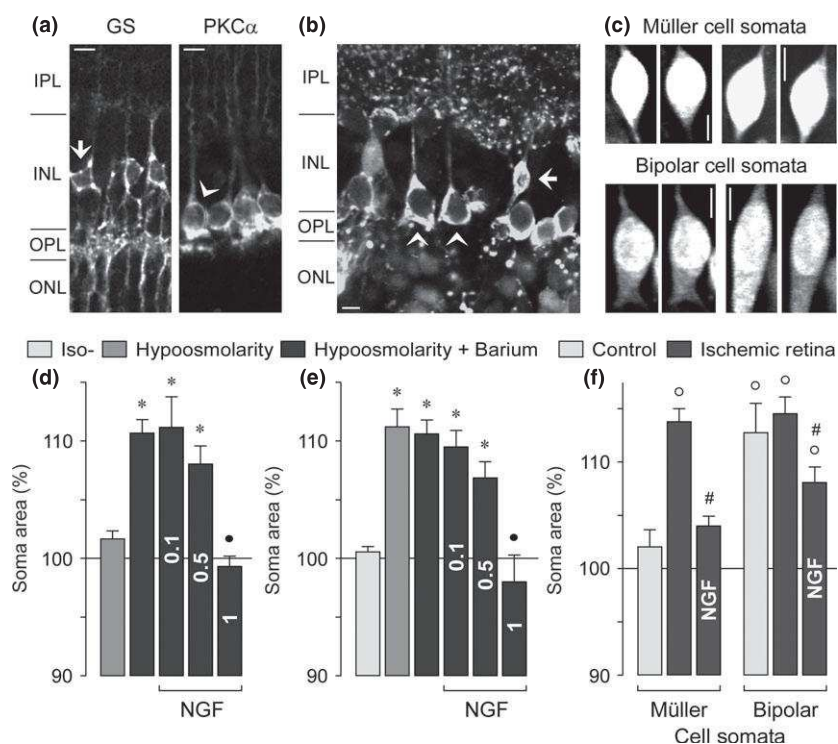 (a) GS PKCα (b) (c) Müller cell somata
IPL
INL
OPL
ONL
IPL
INL
OPL
ONL
Bipolar cell somata
Iso- Hypoosmolarity Hypoosmolarity + Barium Control Ischemic retina
(d)
Soma area (%)
110
100
90
* * *
0.1
0.5
1
•
NGF
(e)
Soma area (%)
110
100
90
* * * *
0.1
0.5
1
•
NGF
(f)
Soma area (%)
110
100
90
○ # ○ ○ #
○
NGF NGF
Müller Bipolar
Cell somata